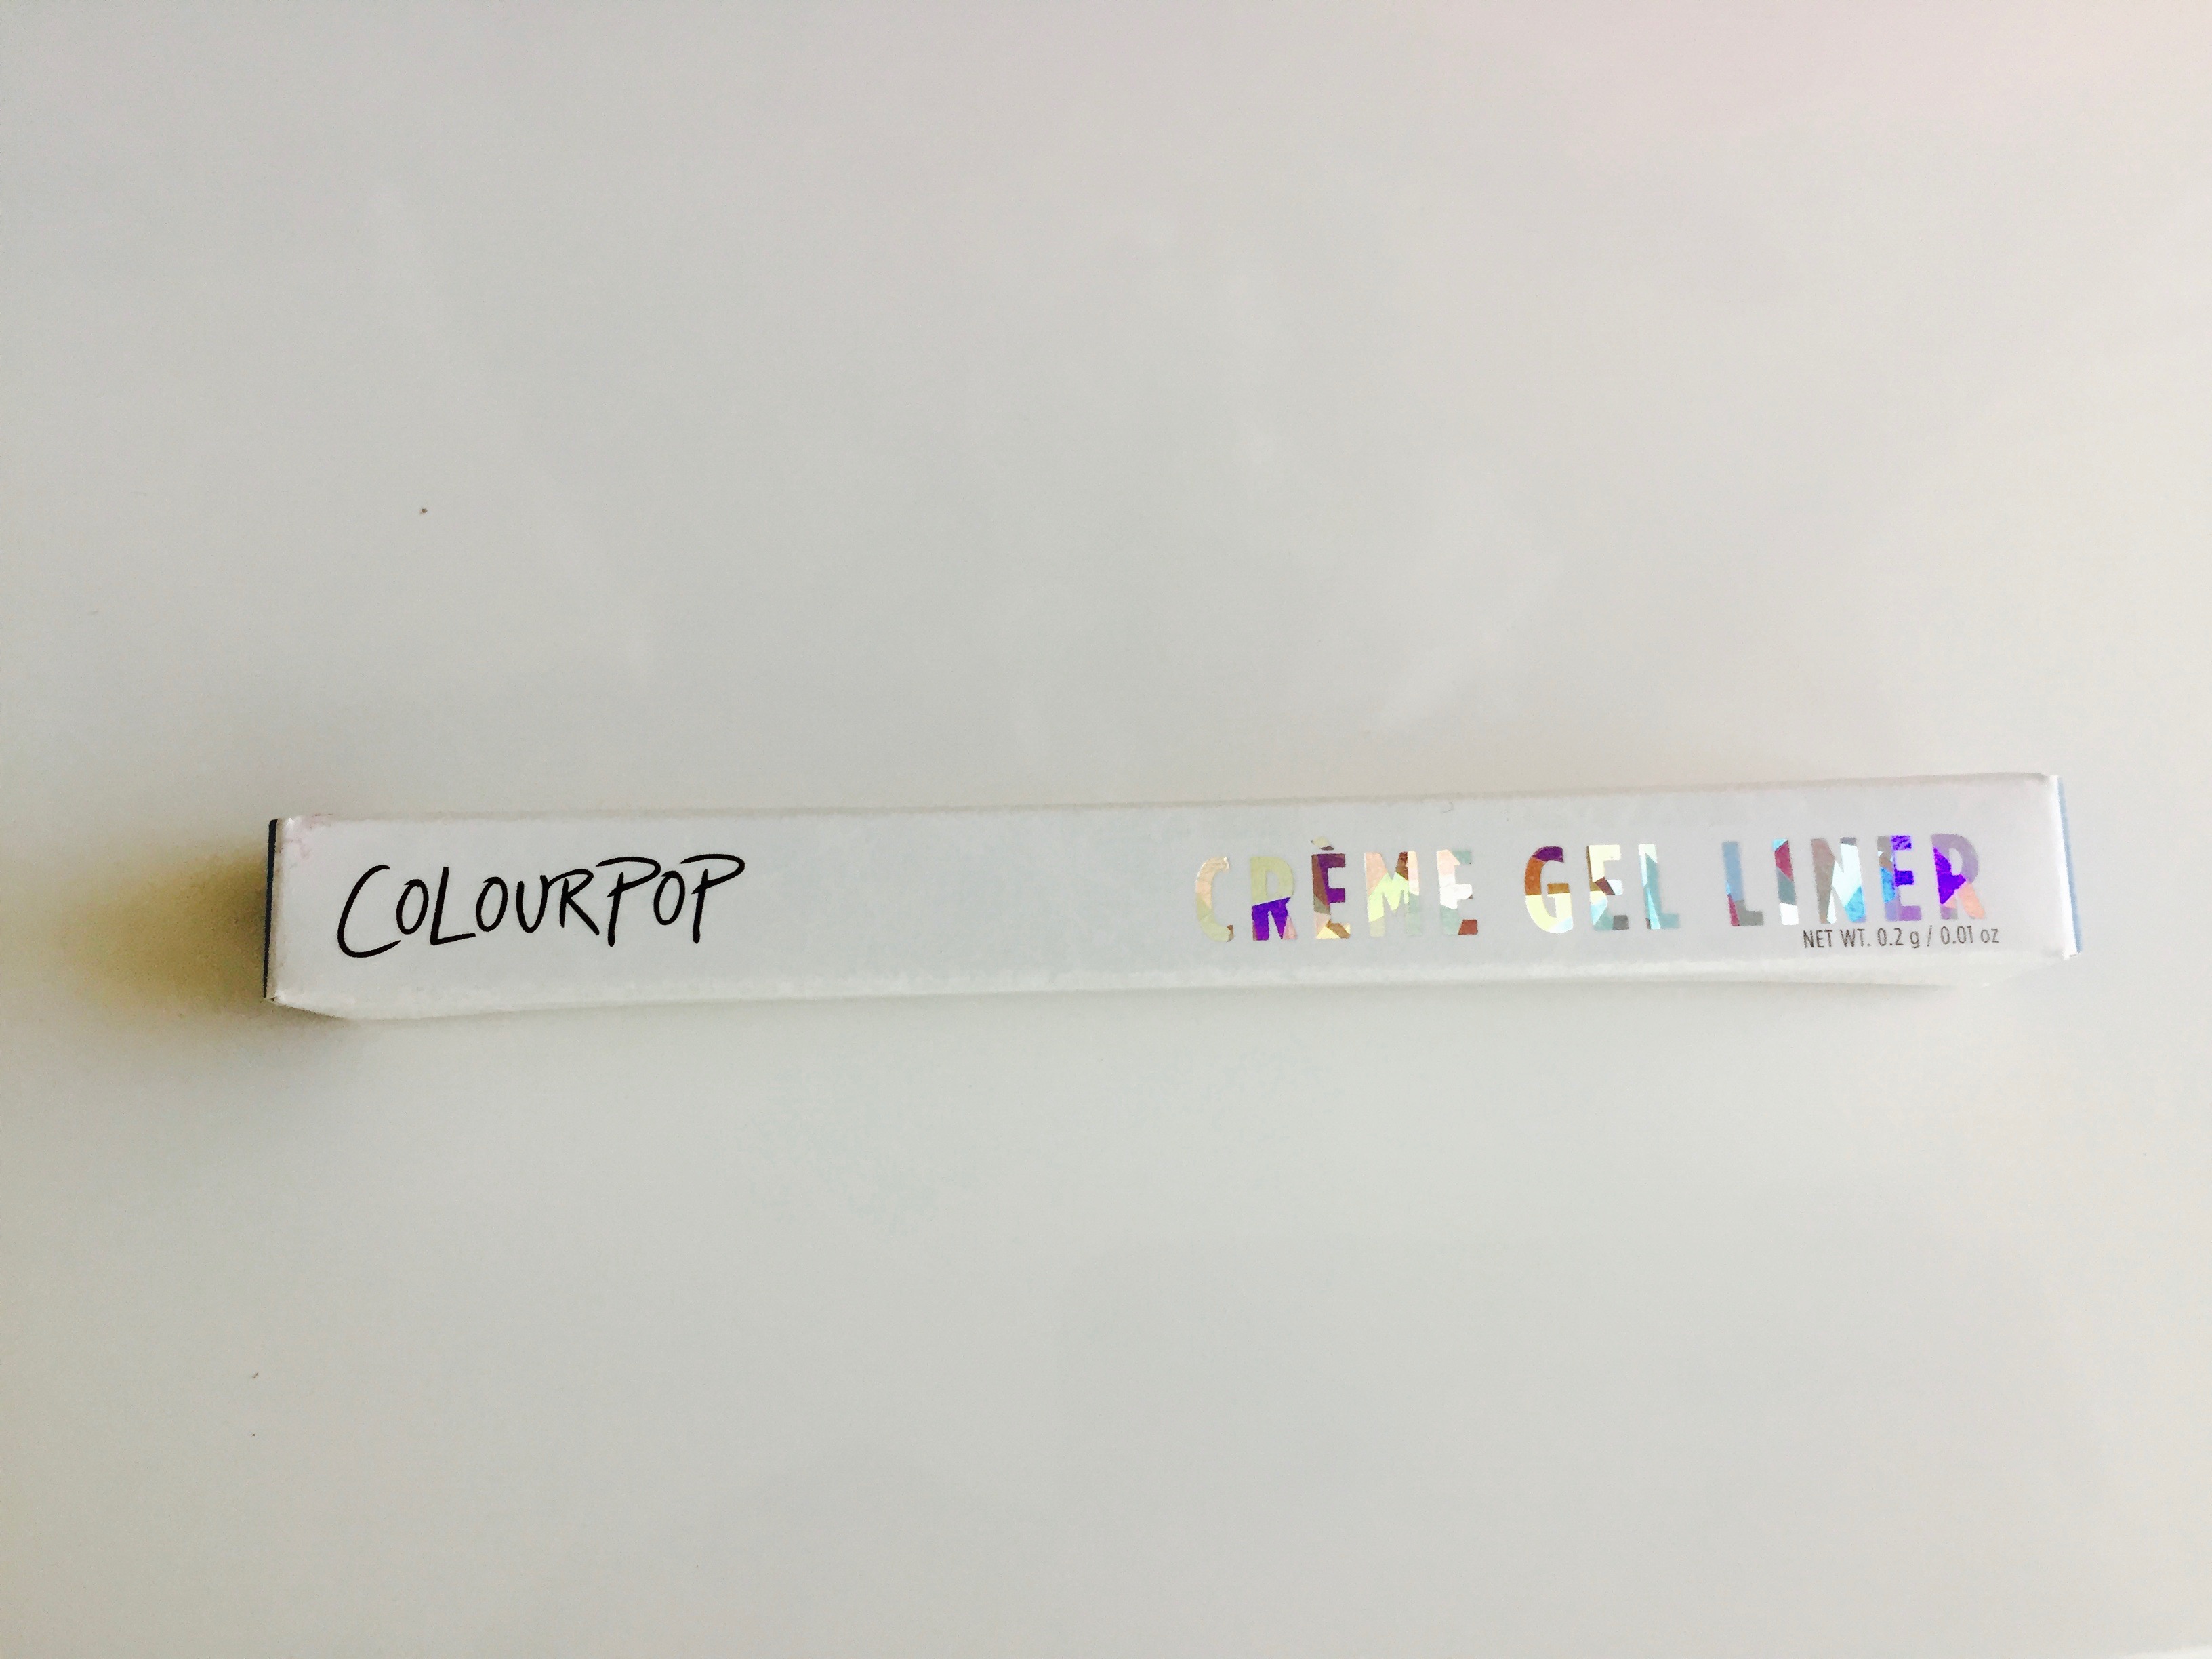 COLOURPOP
CRÈME GEL LINER
NET WT. 0.2 g / 0.01 oz